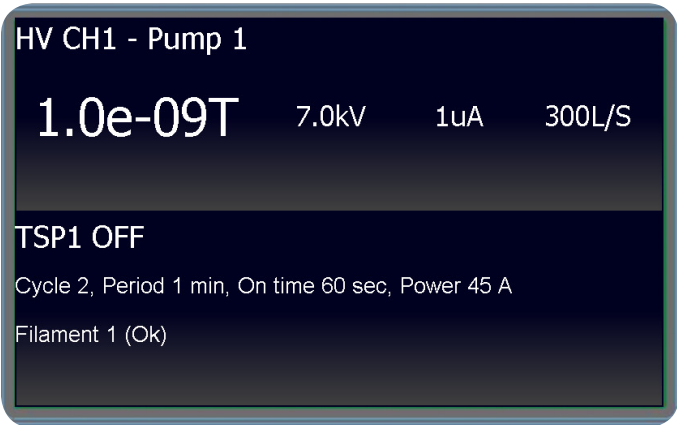 HV CH1 - Pump 1
1.0e-09T 7.0kV 1uA 300L/S
TSP1 OFF
Cycle 2, Period 1 min, On time 60 sec, Power 45 A
Filament 1 (Ok)